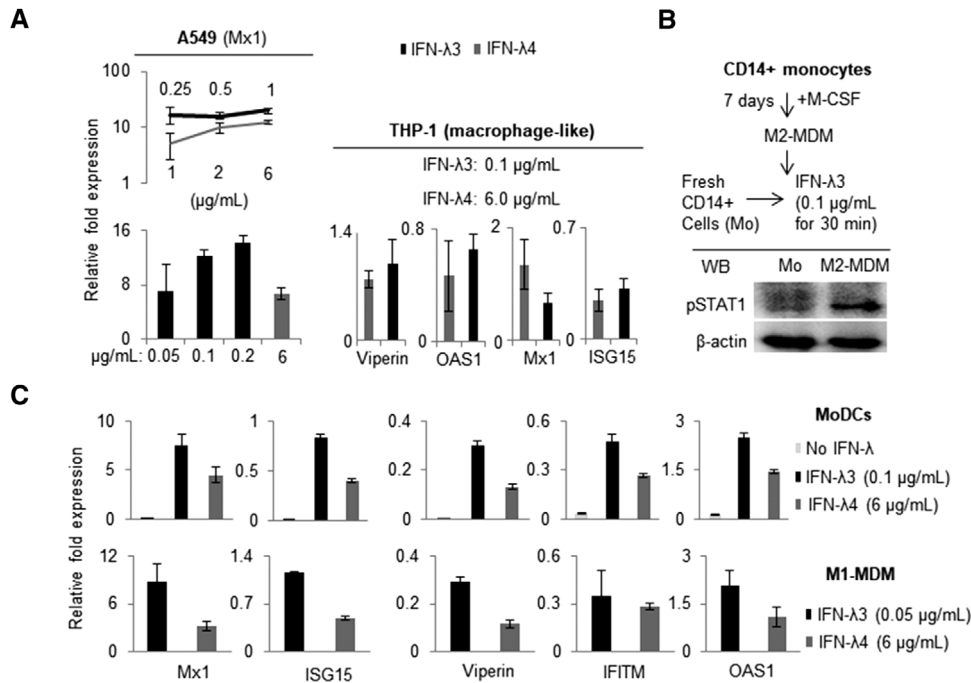 A
A549 (Mx1)
IFN-λ3 IFN-λ4
Relative fold expression
100
10
1
0.25 0.5 1
1 2 6
(µg/mL)
16
8
0
µg/mL: 0.05 0.1 0.2 6
THP-1 (macrophage-like)
IFN-λ3: 0.1 µg/mL
IFN-λ4: 6.0 µg/mL
1.4
0
Viperin
0.8
0
OAS1
2
0
Mx1
0.7
0
ISG15
B
CD14+ monocytes
7 days +M-CSF
M2-MDM
Fresh
CD14+
Cells (Mo)
IFN-λ3
(0.1 µg/mL
for 30 min)
WB Mo M2-MDM
pSTAT1
β-actin
C
Relative fold expression
10
5
0
1
0.5
0
0.4
0.2
0
0.6
0.3
0
3
1.5
0
MoDCs
No IFN-λ
IFN-λ3 (0.1 µg/mL)
IFN-λ4 (6 µg/mL)
Relative fold expression
12
6
0
Mx1
1.4
0.7
0
ISG15
0.4
0.2
0
Viperin
0.6
0.3
0
IFITM
3
1.5
0
OAS1
M1-MDM
IFN-λ3 (0.05 µg/mL)
IFN-λ4 (6 µg/mL)